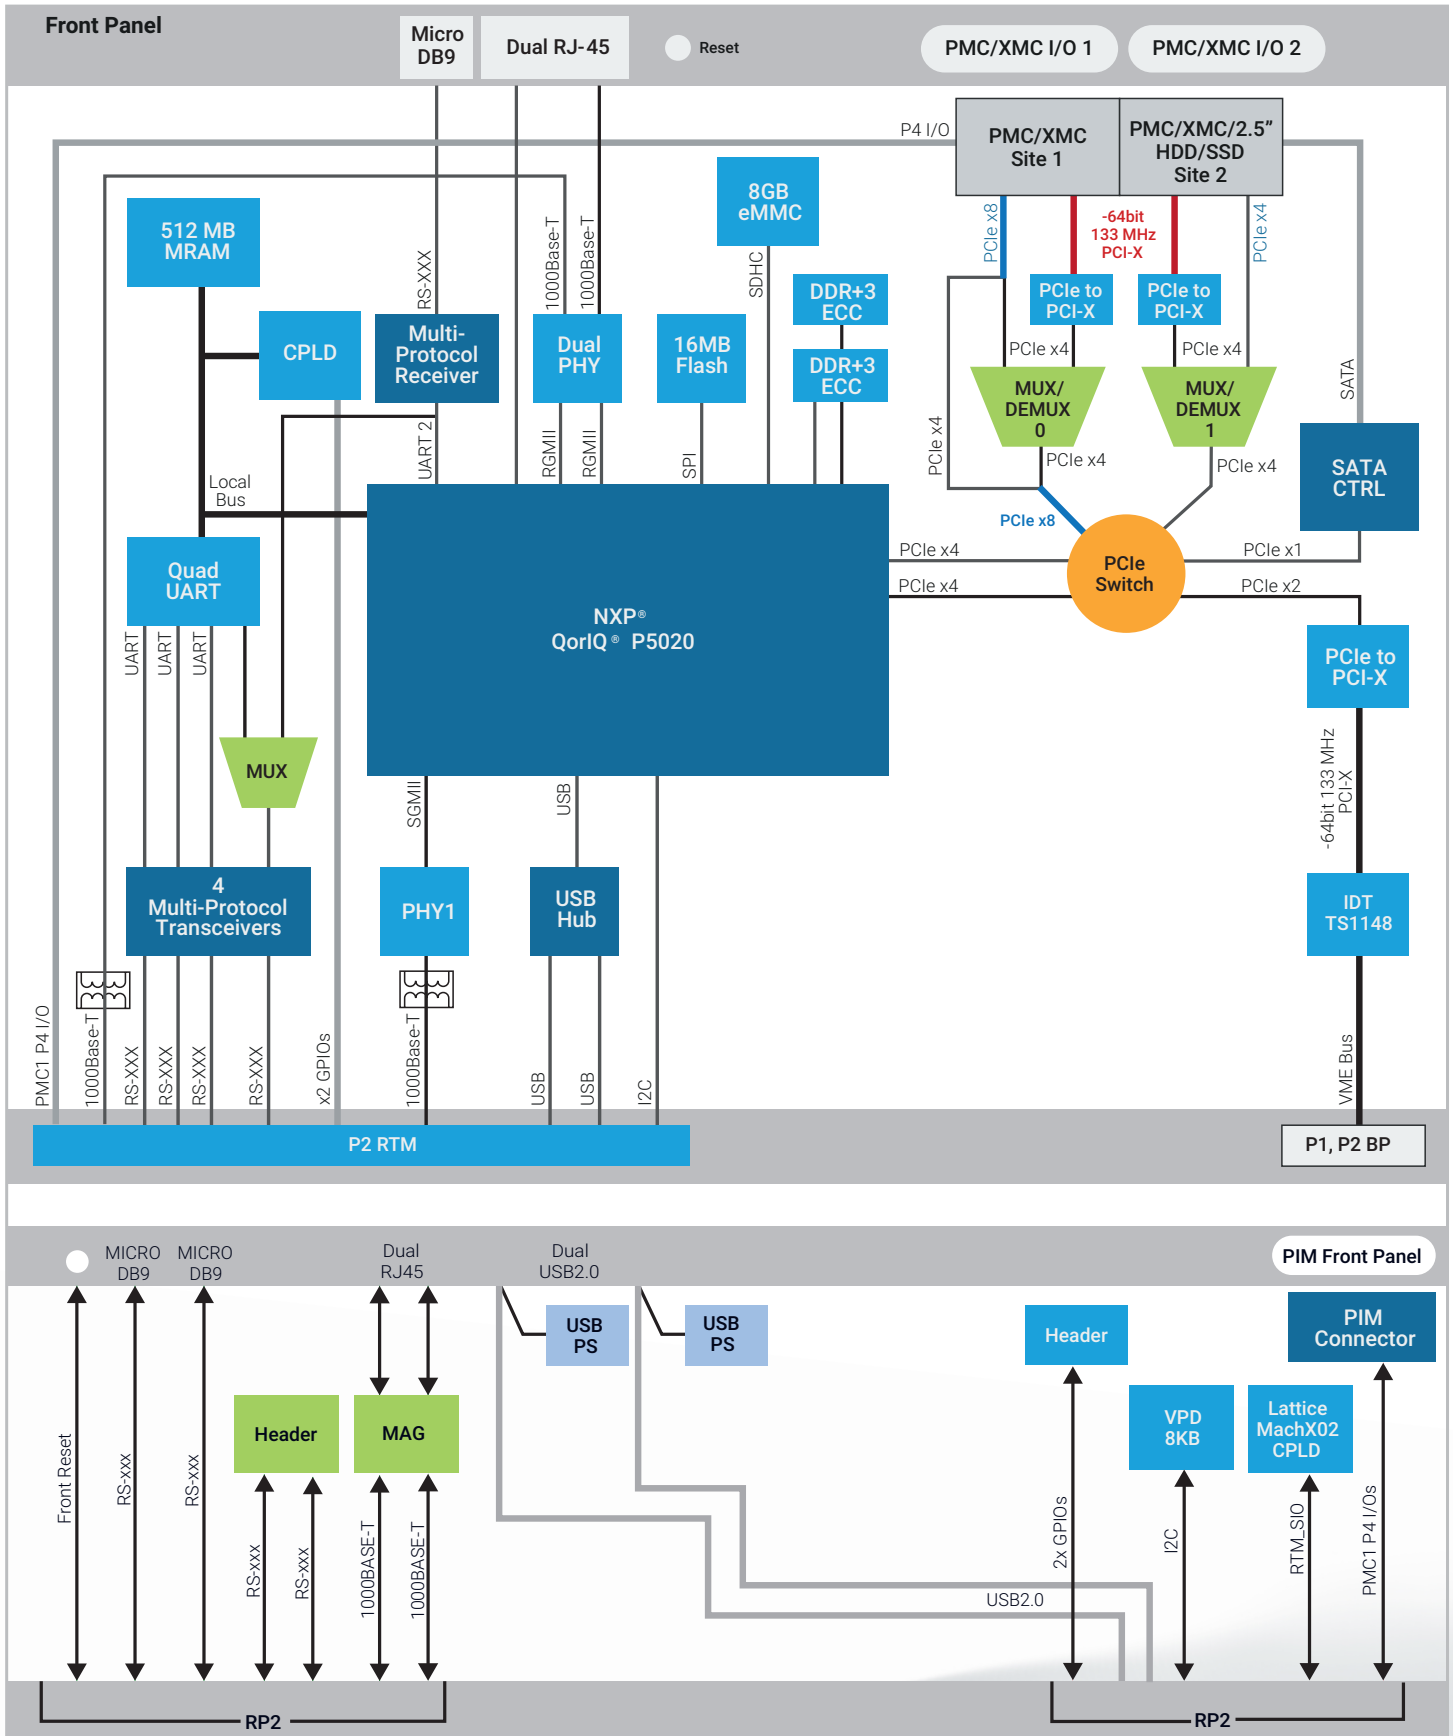 Front Panel
Micro
DB9
Dual RJ-45
Reset
PMC/XMC I/O 1
PMC/XMC I/O 2
P4 I/O
PMC/XMC
Site 1
PMC/XMC/2.5”
HDD/SSD
Site 2
8GB
eMMC
512 MB
MRAM
RS-XXX
1000Base-T
1000Base-T
SDHC
PCIe x8
-64bit
133 MHz
PCI-X
PCIe x4
DDR+3
ECC
PCIe to
PCI-X
PCIe to
PCI-X
CPLD
Multi-
Protocol
Receiver
Dual
PHY
16MB
Flash
DDR+3
ECC
PCIe x4
PCIe x4
SATA
MUX/
DEMUX
0
MUX/
DEMUX
1
PCIe x4
UART 2
RGMII
RGMII
SPI
PCIe x4
PCIe x4
SATA
CTRL
Local
Bus
PCIe x8
PCIe x4
PCIe x1
PCIe
Switch
PCIe x4
PCIe x2
Quad
UART
NXP®
QorIQ® P5020
UART
UART
UART
PCIe to
PCI-X
MUX
SGMII
USB
-64bit 133 MHz
PCI-X
4
Multi-Protocol
Transceivers
PHY1
USB
Hub
IDT
TS1148
PMC1 P4 I/O
1000Base-T
RS-XXX
RS-XXX
RS-XXX
RS-XXX
x2 GPIOs
1000Base-T
USB
USB
I2C
VME Bus
P2 RTM
P1, P2 BP
MICRO
DB9
MICRO
DB9
Dual
RJ45
Dual
USB2.0
PIM Front Panel
USB
PS
USB
PS
Header
PIM
Connector
Header
MAG
VPD
8KB
Lattice
MachX02
CPLD
Front Reset
RS-xxx
RS-xxx
RS-xxx
RS-xxx
1000BASE-T
1000BASE-T
2x GPIOs
I2C
RTM_SIO
PMC1 P4 I/Os
USB2.0
RP2
RP2